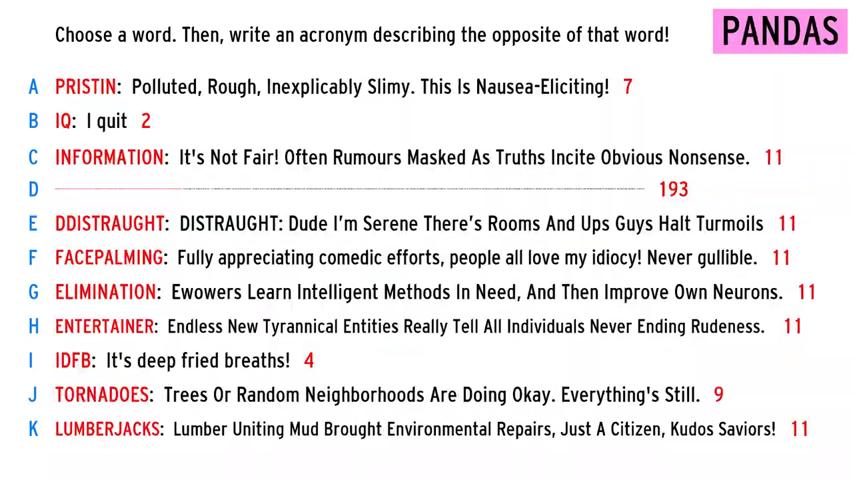 Choose a word. Then, write an acronym describing the opposite of that word!
PANDAS
A PRISTIN: Polluted, Rough, Inexplicably Slimy. This Is Nausea-Eliciting! 7
B IQ: I quit 2
C INFORMATION: It's Not Fair! Often Rumours Masked As Truths Incite Obvious Nonsense. 11
D 193
E DDISTRAUGHT: DISTRAUGHT: Dude I'm Serene There's Rooms And Ups Guys Halt Turmoils 11
F FACEPALMING: Fully appreciating comedic efforts, people all love my idiocy! Never gullible. 11
G ELIMINATION: Ewowers Learn Intelligent Methods In Need, And Then Improve Own Neurons. 11
H ENTERTAINER: Endless New Tyrannical Entities Really Tell All Individuals Never Ending Rudeness. 11
I IDFB: It's deep fried breaths! 4
J TORNADOES: Trees Or Random Neighborhoods Are Doing Okay. Everything's Still. 9
K LUMBERJACKS: Lumber Uniting Mud Brought Environmental Repairs, Just A Citizen, Kudos Saviors! 11